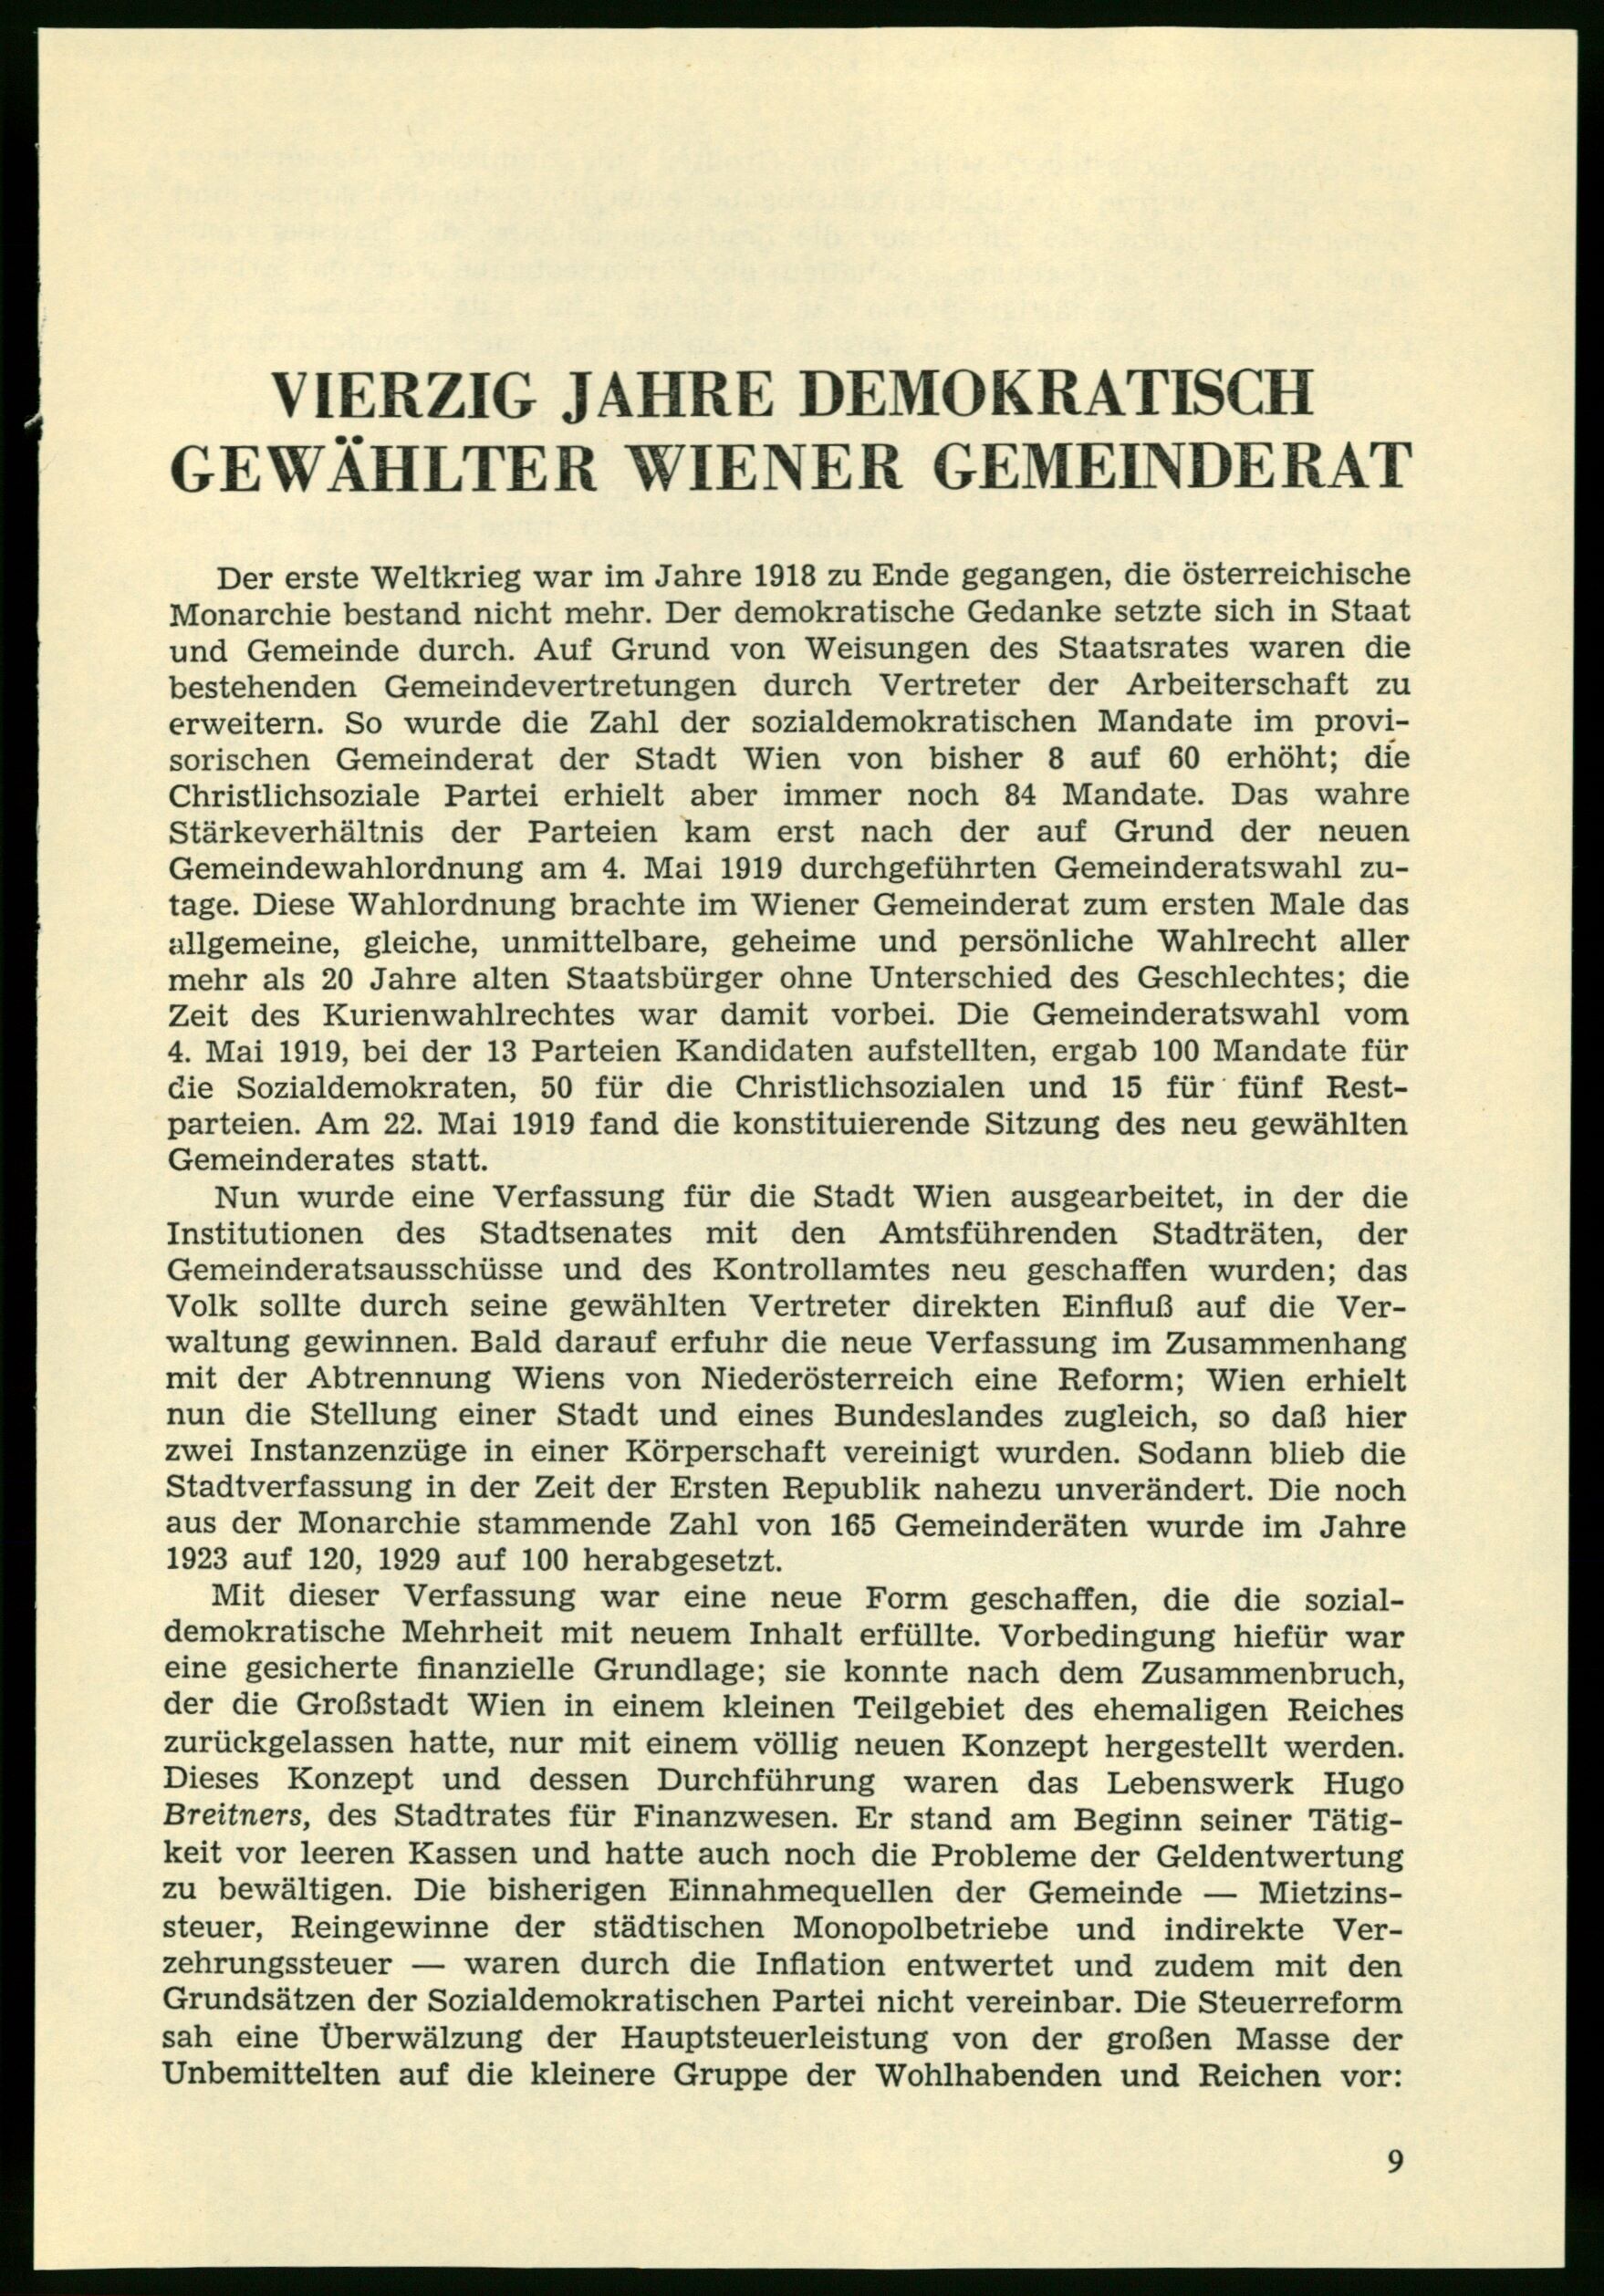 VIERZIG JAHRE DEMOKRATISCH
GEWÄHLTER WIENER GEMEINDERAT
Der erste Weltkrieg war im Jahre 1918 zu Ende gegangen, die österreichische
Monarchie bestand nicht mehr. Der demokratische Gedanke setzte sich in Staat
und Gemeinde durch. Auf Grund von Weisungen des Staatsrates waren die
bestehenden Gemeindevertretungen durch Vertreter der Arbeiterschaft zu
erweitern. So wurde die Zahl der sozialdemokratischen Mandate im provi-
sorischen Gemeinderat der Stadt Wien von bisher 8 auf 60 erhöht; die
Christlichsoziale Partei erhielt aber immer noch 84 Mandate. Das wahre
Stärkeverhältnis der Parteien kam erst nach der auf Grund der neuen
Gemeindewahlordnung am 4. Mai 1919 durchgeführten Gemeinderatswahl zu-
tage. Diese Wahlordnung brachte im Wiener Gemeinderat zum ersten Male das
allgemeine, gleiche, unmittelbare, geheime und persönliche Wahlrecht aller
mehr als 20 Jahre alten Staatsbürger ohne Unterschied des Geschlechtes; die
Zeit des Kurienwahlrechtes war damit vorbei. Die Gemeinderatswahl vom
4. Mai 1919, bei der 13 Parteien Kandidaten aufstellten, ergab 100 Mandate für
die Sozialdemokraten, 50 für die Christlichsozialen und 15 für fünf Rest-
parteien. Am 22. Mai 1919 fand die konstituierende Sitzung des neu gewählten
Gemeinderates statt.
Nun wurde eine Verfassung für die Stadt Wien ausgearbeitet, in der die
Institutionen des Stadtsenates mit den Amtsführenden Stadträten, der
Gemeinderatsausschüsse und des Kontrollamtes neu geschaffen wurden; das
Volk sollte durch seine gewählten Vertreter direkten Einfluß auf die Ver-
waltung gewinnen. Bald darauf erfuhr die neue Verfassung im Zusammenhang
mit der Abtrennung Wiens von Niederösterreich eine Reform; Wien erhielt
nun die Stellung einer Stadt und eines Bundeslandes zugleich, so daß hier
zwei Instanzenzüge in einer Körperschaft vereinigt wurden. Sodann blieb die
Stadtverfassung in der Zeit der Ersten Republik nahezu unverändert. Die noch
aus der Monarchie stammende Zahl von 165 Gemeinderäten wurde im Jahre
1923 auf 120, 1929 auf 100 herabgesetzt.
Mit dieser Verfassung war eine neue Form geschaffen, die die sozial-
demokratische Mehrheit mit neuem Inhalt erfüllte. Vorbedingung hiefür war
eine gesicherte finanzielle Grundlage; sie konnte nach dem Zusammenbruch,
der die Großstadt Wien in einem kleinen Teilgebiet des ehemaligen Reiches
zurückgelassen hatte, nur mit einem völlig neuen Konzept hergestellt werden.
Dieses Konzept und dessen Durchführung waren das Lebenswerk Hugo
Breitners, des Stadtrates für Finanzwesen. Er stand am Beginn seiner Tätig-
keit vor leeren Kassen und hatte auch noch die Probleme der Geldentwertung
zu bewältigen. Die bisherigen Einnahmequellen der Gemeinde — Mietzins-
steuer, Reingewinne der städtischen Monopolbetriebe und indirekte Ver-
zehrungssteuer — waren durch die Inflation entwertet und zudem mit den
Grundsätzen der Sozialdemokratischen Partei nicht vereinbar. Die Steuerreform
sah eine Überwälzung der Hauptsteuerleistung von der großen Masse der
Unbemittelten auf die kleinere Gruppe der Wohlhabenden und Reichen vor:
9